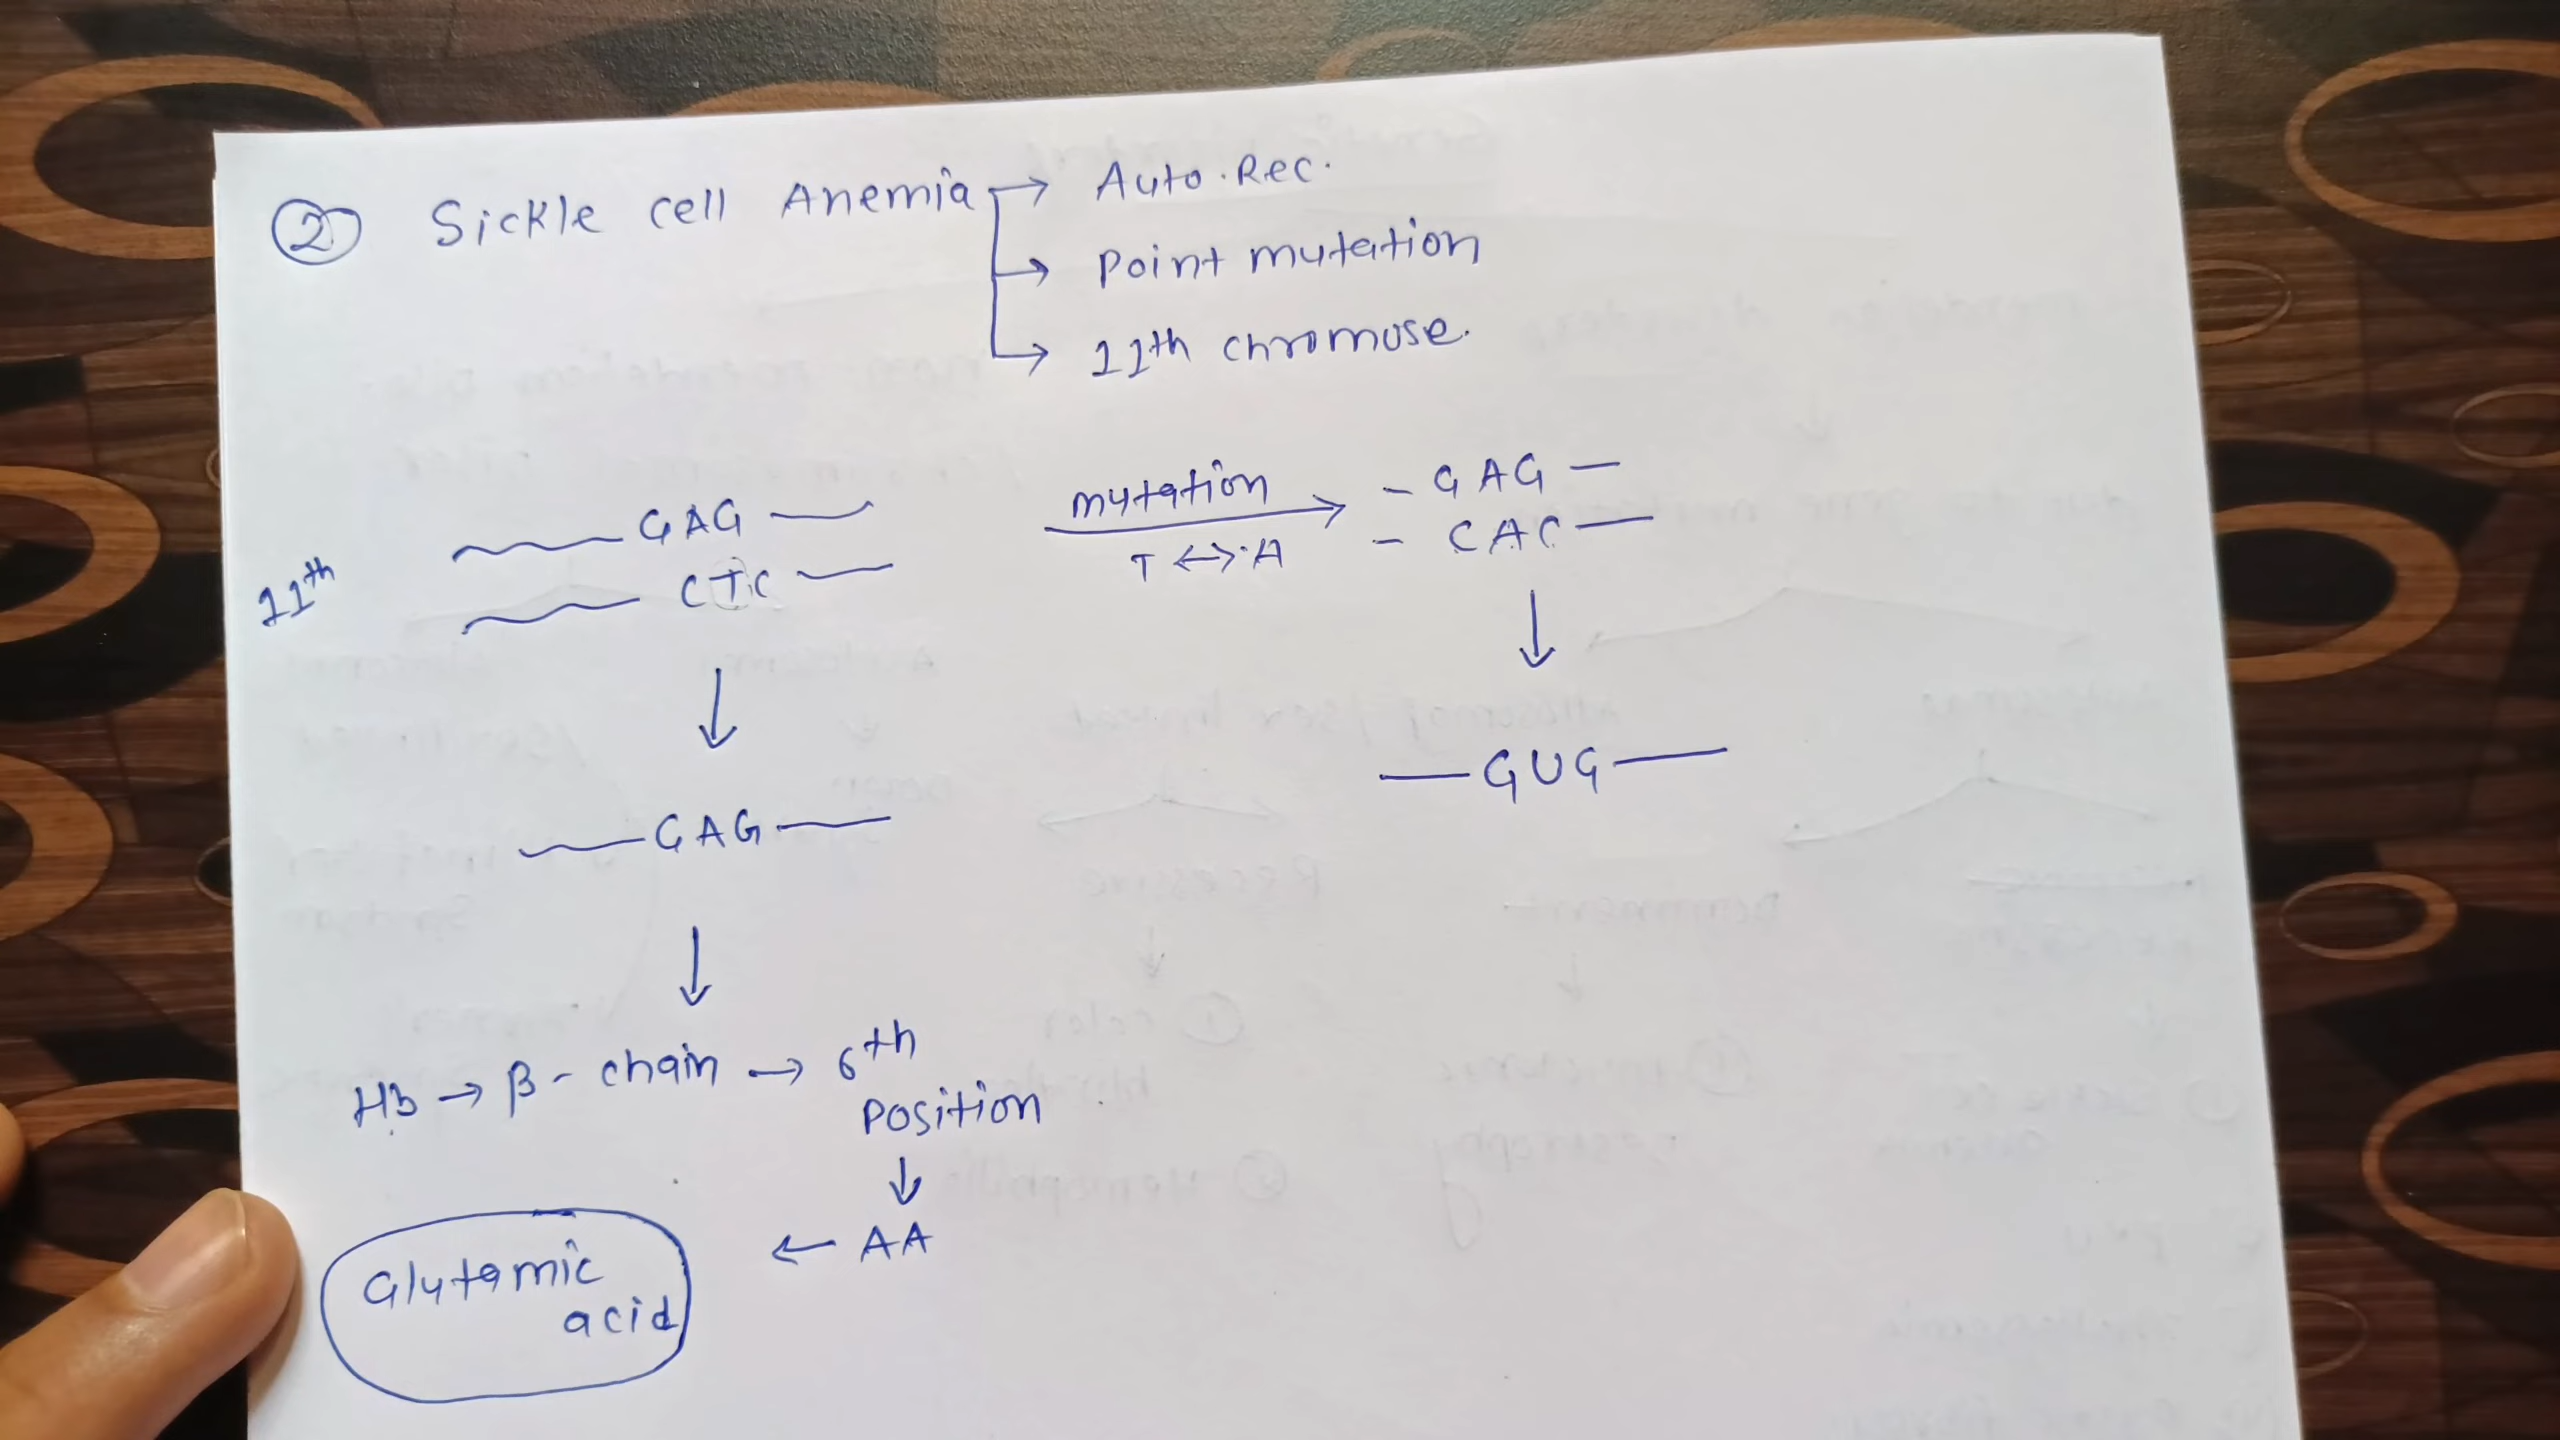 ② Sickle cell Anemia → Auto. Rec.
→ Point mutation
→ 11th chromose.
11th
GAG
CTC
mutation
T ↔ A
- GAG -
- CAC -
↓
↓
GAG
- GUG -
↓
Hb → β - chain → 6th
Position
↓
← AA
Glutamic
acid